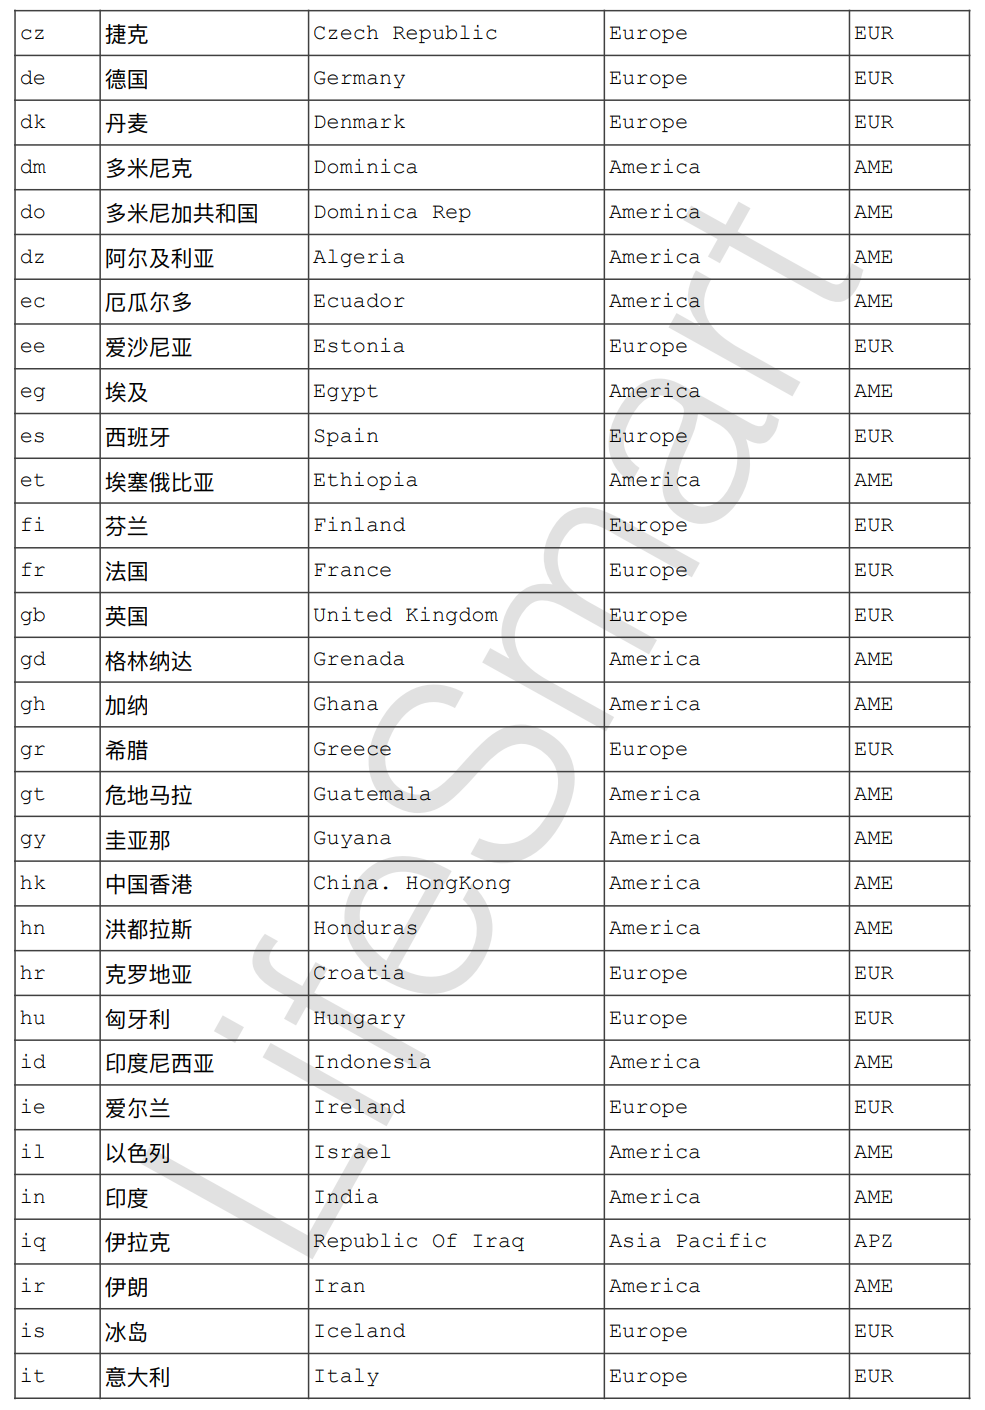 cz 捷克 Czech Republic Europe EUR
de 德国 Germany Europe EUR
dk 丹麦 Denmark Europe EUR
dm 多米尼克 Dominica America AME
do 多米尼加共和国 Dominica Rep America AME
dz 阿尔及利亚 Algeria America AME
ec 厄瓜尔多 Ecuador America AME
ee 爱沙尼亚 Estonia Europe EUR
eg 埃及 Egypt America AME
es 西班牙 Spain Europe EUR
et 埃塞俄比亚 Ethiopia America AME
fi 芬兰 Finland Europe EUR
fr 法国 France Europe EUR
gb 英国 United Kingdom Europe EUR
gd 格林纳达 Grenada America AME
gh 加纳 Ghana America AME
gr 希腊 Greece Europe EUR
gt 危地马拉 Guatemala America AME
gy 圭亚那 Guyana America AME
hk 中国香港 China. HongKong America AME
hn 洪都拉斯 Honduras America AME
hr 克罗地亚 Croatia Europe EUR
hu 匈牙利 Hungary Europe EUR
id 印度尼西亚 Indonesia America AME
ie 爱尔兰 Ireland Europe EUR
il 以色列 Israel America AME
in 印度 India America AME
iq 伊拉克 Republic Of Iraq Asia Pacific APZ
ir 伊朗 Iran America AME
is 冰岛 Iceland Europe EUR
it 意大利 Italy Europe EUR
LifeSmart